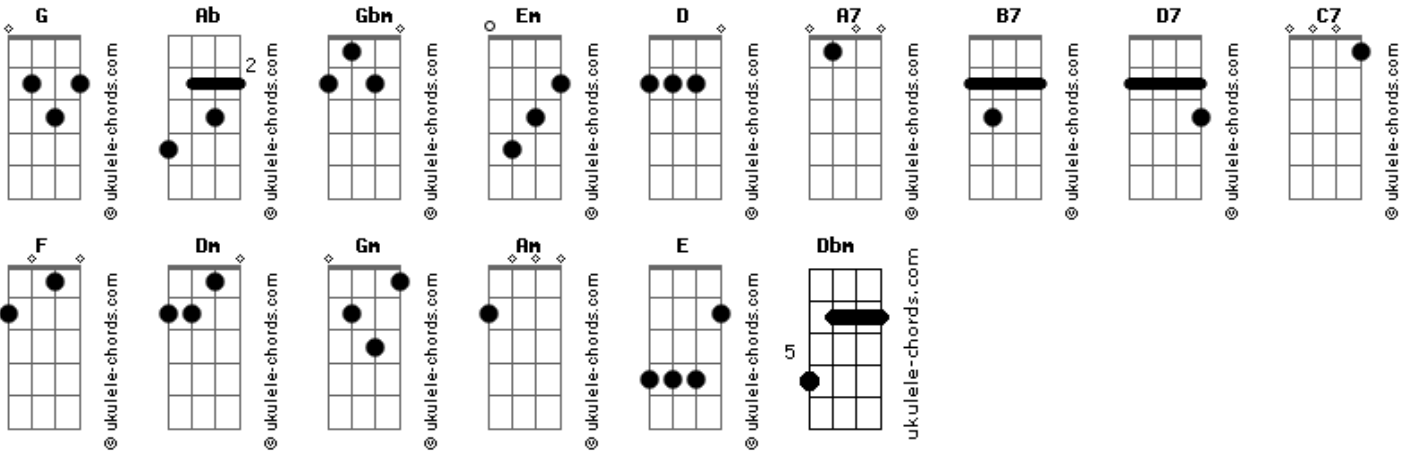 G Ab Gbm Em D A7 B7 D7 C7
2
© ukulele-chords.com © ukulele-chords.com © ukulele-chords.com © ukulele-chords.com © ukulele-chords.com © ukulele-chords.com © ukulele-chords.com © ukulele-chords.com © ukulele-chords.com
F Dm Gm Am E Dbm
5
© ukulele-chords.com © ukulele-chords.com © ukulele-chords.com © ukulele-chords.com © ukulele-chords.com ukulele-chords.com